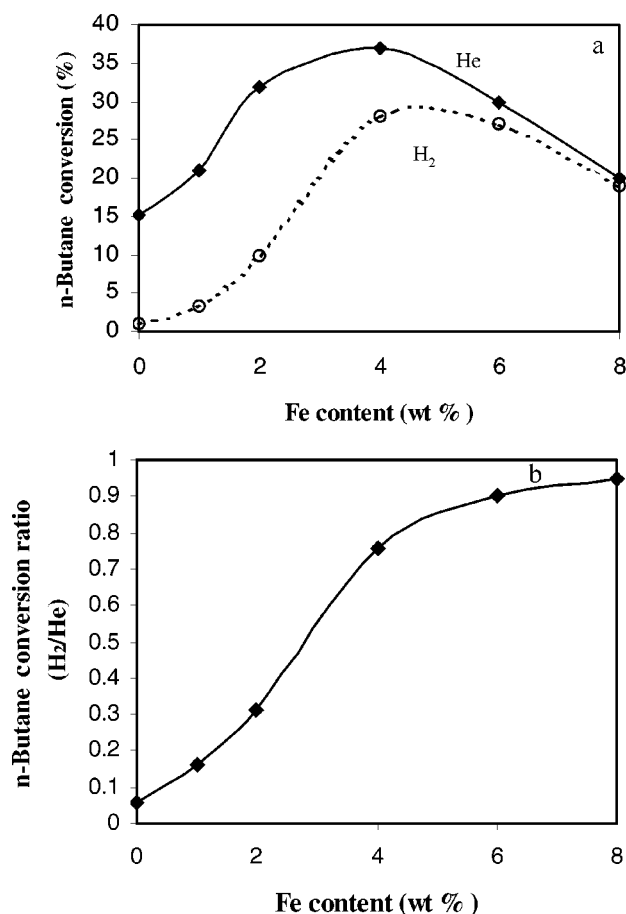 a
40
35
30
25
20
15
10
5
0
He
H₂
n-Butane conversion (%)
0 2 4 6 8
Fe content (wt % )
b
1
0.9
0.8
0.7
0.6
0.5
0.4
0.3
0.2
0.1
0
n-Butane conversion ratio
(H₂/He)
0 2 4 6 8
Fe content (wt % )